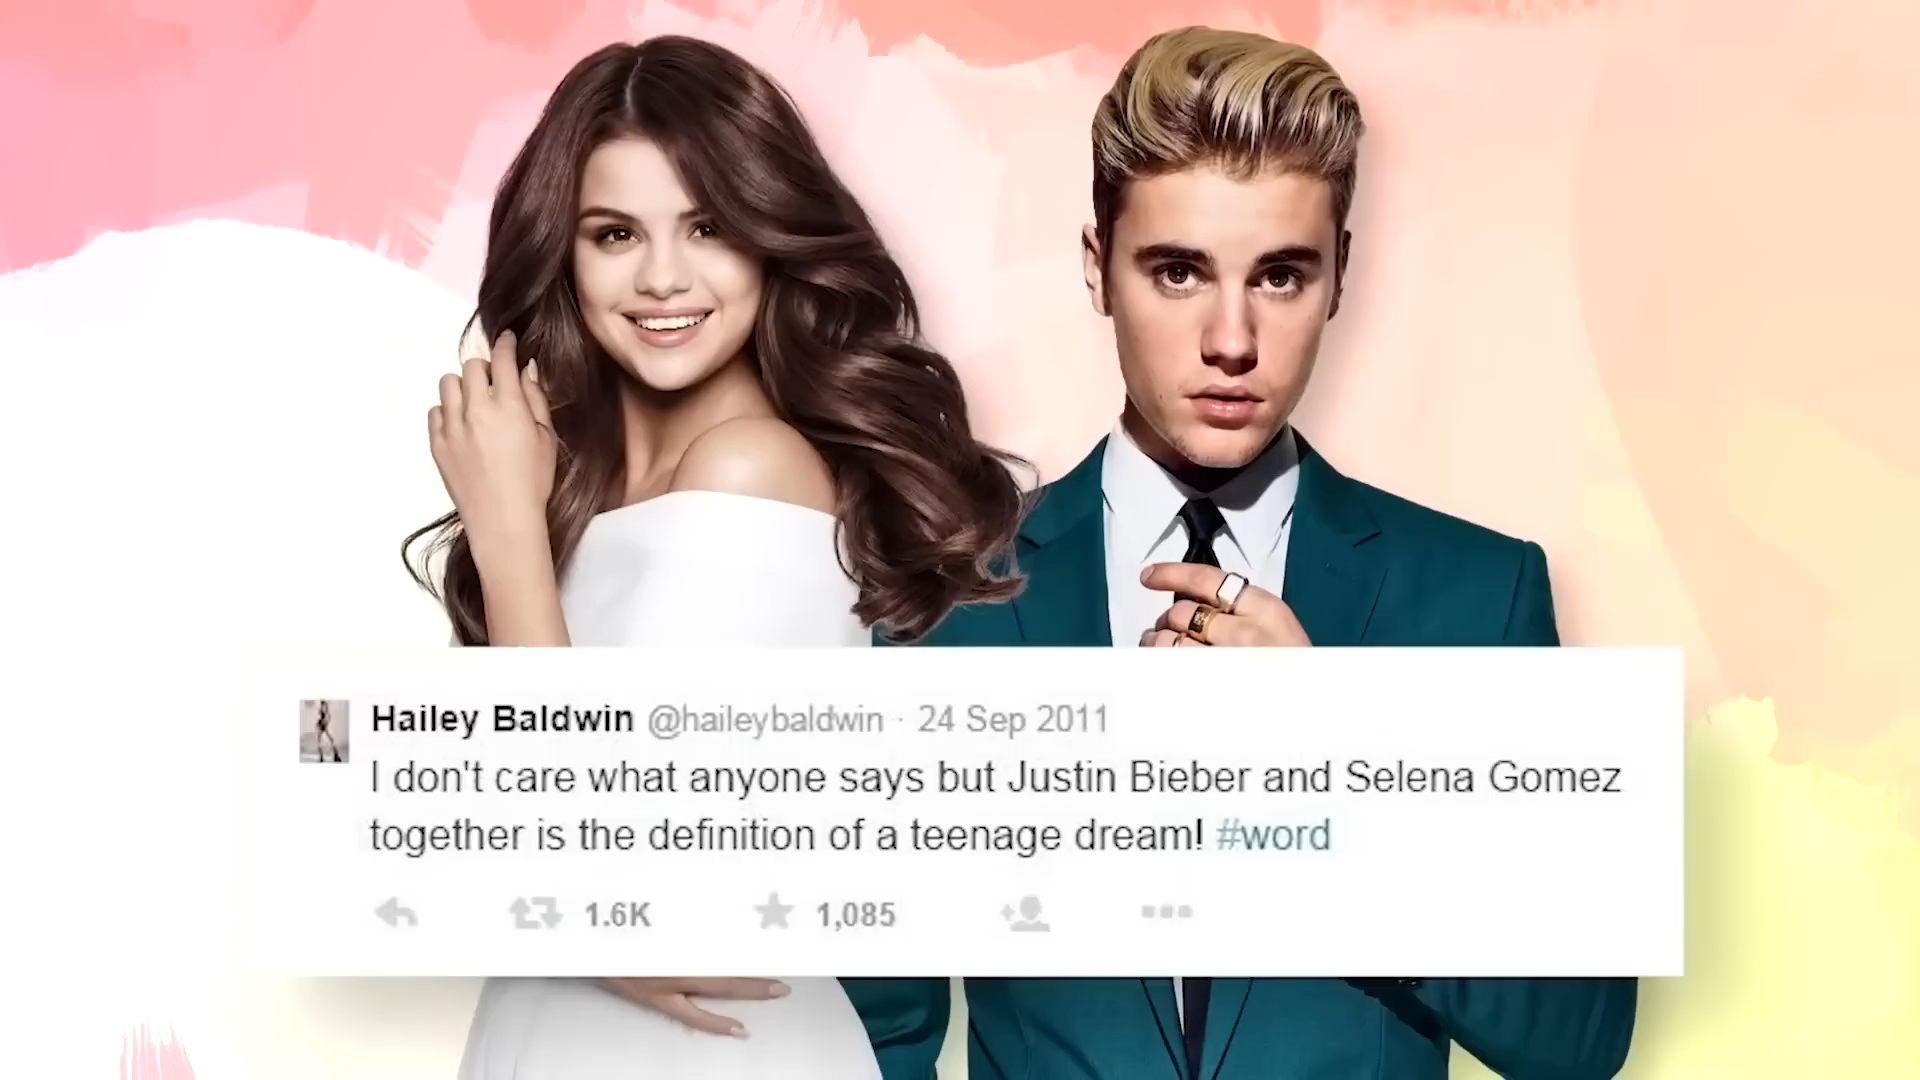 Hailey Baldwin @haileybaldwin · 24 Sep 2011
I don't care what anyone says but Justin Bieber and Selena Gomez
together is the definition of a teenage dream! #word
1.6K 1,085